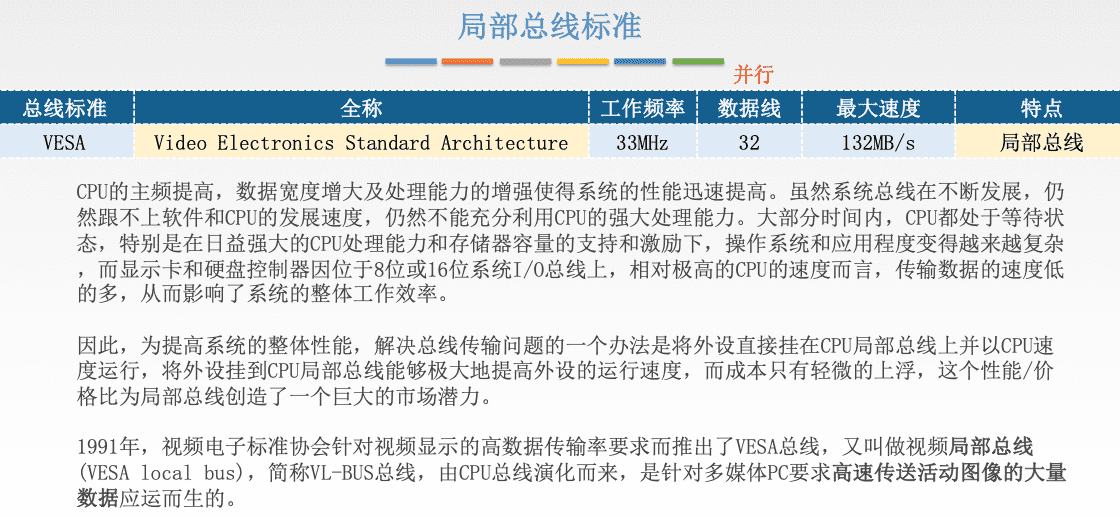 局部总线标准
并行
总线标准 全称 工作频率 数据线 最大速度 特点
VESA Video Electronics Standard Architecture 33MHz 32 132MB/s 局部总线
CPU的主频提高，数据宽度增大及处理能力的增强使得系统的性能迅速提高。虽然系统总线在不断发展，仍
然跟不上软件和CPU的发展速度，仍然不能充分利用CPU的强大处理能力。大部分时间内，CPU都处于等待状
态，特别是在日益强大的CPU处理能力和存储器容量的支持和激励下，操作系统和应用程度变得越来越复杂
，而显示卡和硬盘控制器因位于8位或16位系统I/O总线上，相对极高的CPU的速度而言，传输数据的速度低
的多，从而影响了系统的整体工作效率。
因此，为提高系统的整体性能，解决总线传输问题的一个办法是将外设直接挂在CPU局部总线上并以CPU速
度运行，将外设挂到CPU局部总线能够极大地提高外设的运行速度，而成本只有轻微的上浮，这个性能/价
格比为局部总线创造了一个巨大的市场潜力。
1991年，视频电子标准协会针对视频显示的高数据传输率要求而推出了VESA总线，又叫做视频局部总线
(VESA local bus)，简称VL-BUS总线，由CPU总线演化而来，是针对多媒体PC要求高速传送活动图像的大量
数据应运而生的。